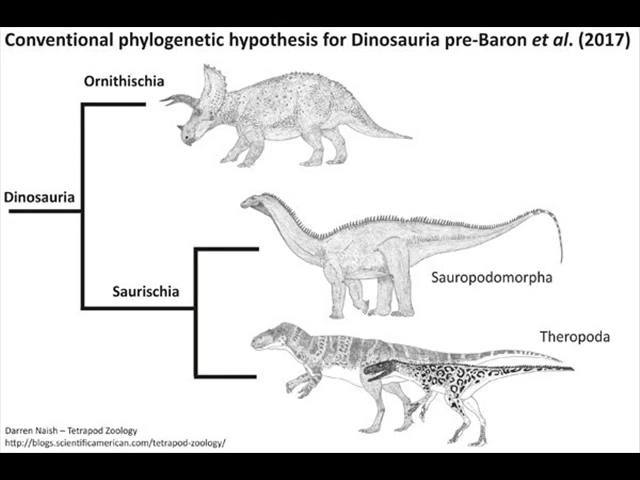 Conventional phylogenetic hypothesis for Dinosauria pre-Baron et al. (2017)
Ornithischia
Dinosauria
Saurischia
Sauropodomorpha
Theropoda
Darren Naish – Tetrapod Zoology
http://blogs.scientificamerican.com/tetrapod-zoology/